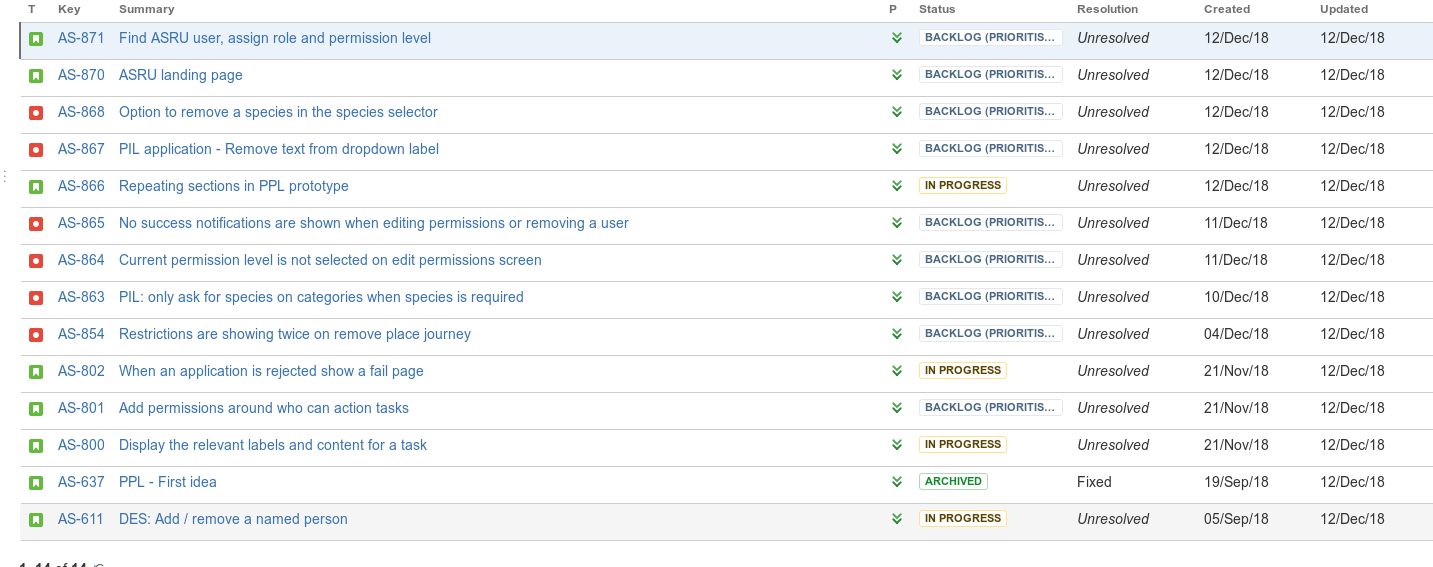 T Key Summary P Status Resolution Created Updated
AS-871 Find ASRU user, assign role and permission level BACKLOG (PRIORITIS... Unresolved 12/Dec/18 12/Dec/18
AS-870 ASRU landing page BACKLOG (PRIORITIS... Unresolved 12/Dec/18 12/Dec/18
AS-868 Option to remove a species in the species selector BACKLOG (PRIORITIS... Unresolved 12/Dec/18 12/Dec/18
AS-867 PIL application - Remove text from dropdown label BACKLOG (PRIORITIS... Unresolved 12/Dec/18 12/Dec/18
AS-866 Repeating sections in PPL prototype IN PROGRESS Unresolved 12/Dec/18 12/Dec/18
AS-865 No success notifications are shown when editing permissions or removing a user BACKLOG (PRIORITIS... Unresolved 11/Dec/18 12/Dec/18
AS-864 Current permission level is not selected on edit permissions screen BACKLOG (PRIORITIS... Unresolved 11/Dec/18 12/Dec/18
AS-863 PIL: only ask for species on categories when species is required BACKLOG (PRIORITIS... Unresolved 10/Dec/18 12/Dec/18
AS-854 Restrictions are showing twice on remove place journey BACKLOG (PRIORITIS... Unresolved 04/Dec/18 12/Dec/18
AS-802 When an application is rejected show a fail page IN PROGRESS Unresolved 21/Nov/18 12/Dec/18
AS-801 Add permissions around who can action tasks BACKLOG (PRIORITIS... Unresolved 21/Nov/18 12/Dec/18
AS-800 Display the relevant labels and content for a task IN PROGRESS Unresolved 21/Nov/18 12/Dec/18
AS-637 PPL - First idea ARCHIVED Fixed 19/Sep/18 12/Dec/18
AS-611 DES: Add / remove a named person IN PROGRESS Unresolved 05/Sep/18 12/Dec/18
1–14 of 14